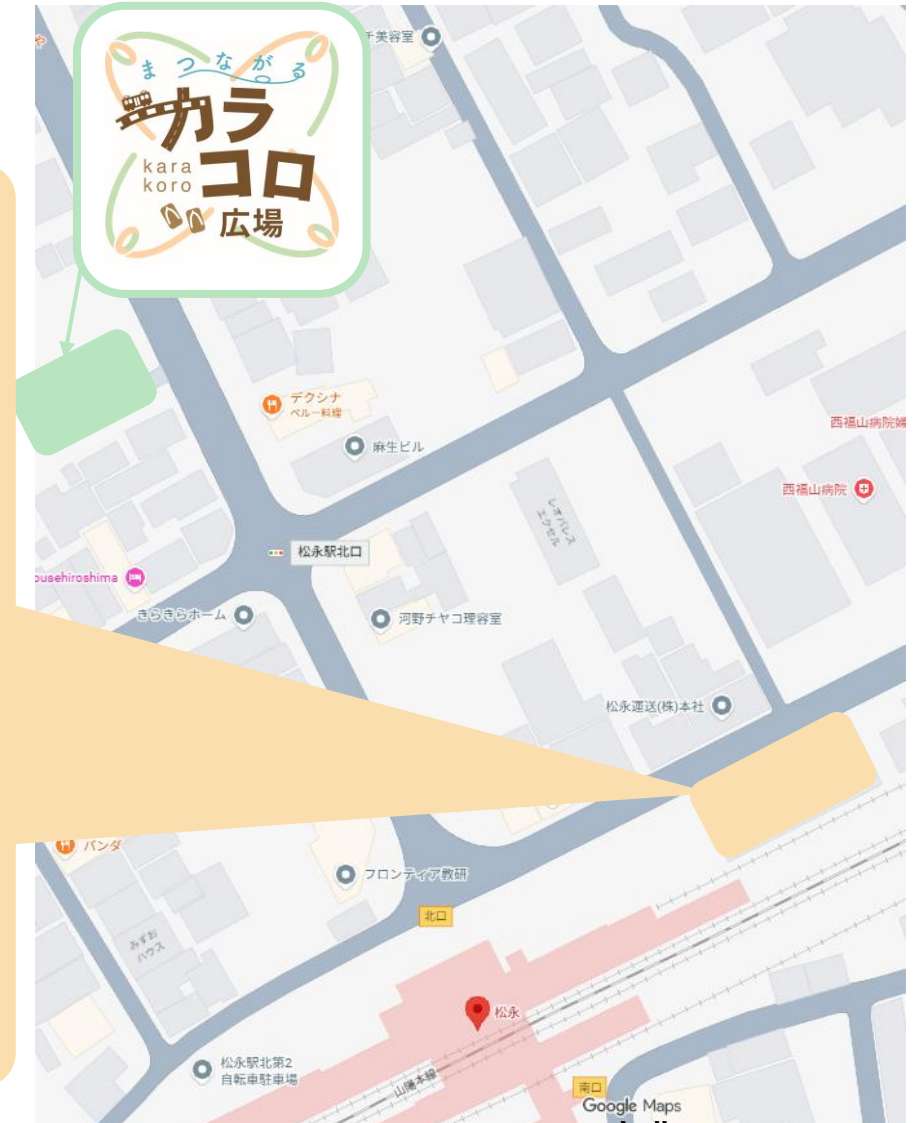 チ美容室
まつながる
カラ
kara
koro
コロ
広場
デクシナ
ペルー料理
麻生ビル
西福山病院婦
西福山病院
レオパレス
エクセル
松永駅北口
ousehiroshima
きらきらホーム
河野チヤコ理容室
松永運送(株)本社
バンダ
フロンティア教研
北口
みずお
ハウス
松永
松永駅北第2
自転車駐車場
山陽本線
南口
Google Maps